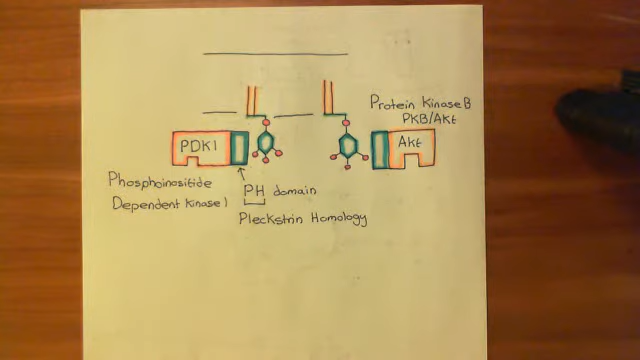 Protein Kinase B
PKB/Akt
PDK1
Akt
Phosphoinositide
Dependent Kinase 1
PH domain
Pleckstrin Homology